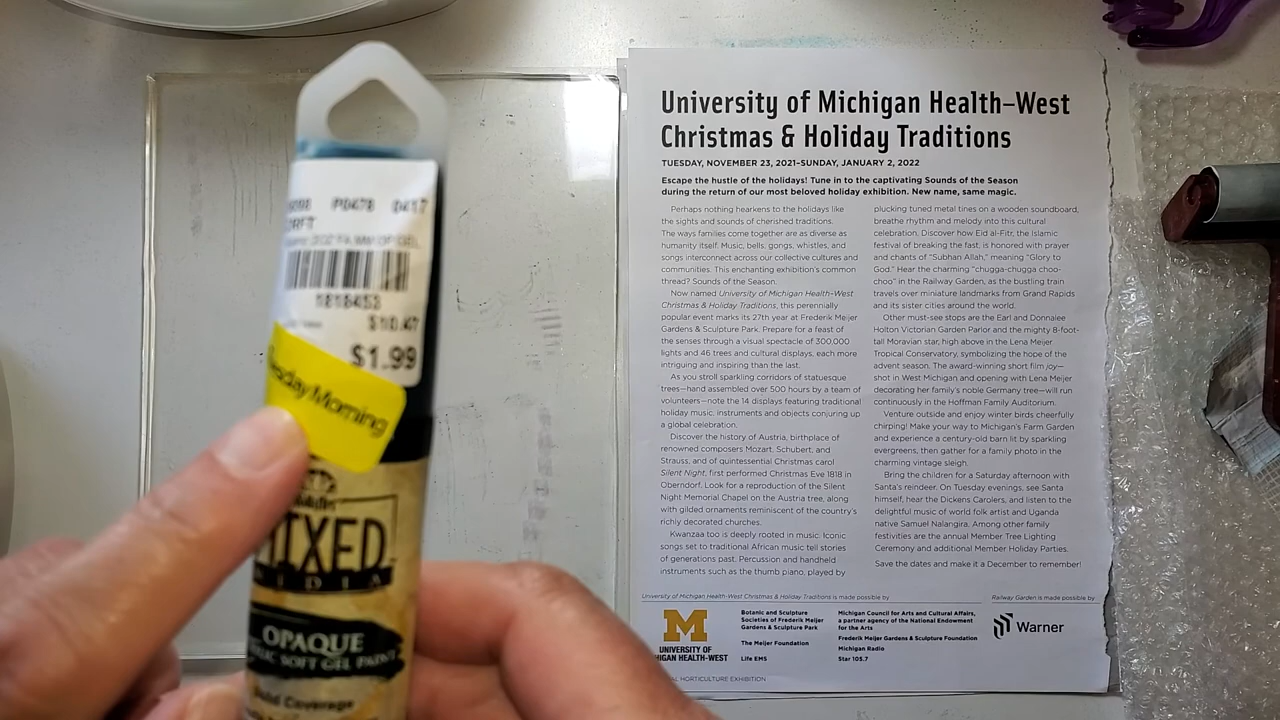 P0478 0417
1818453
$10.47
$1.99
Tuesday Morning
MIXED
MEDIA
OPAQUE
SOFT GEL PAINT
Solid Coverage
University of Michigan Health–West
Christmas & Holiday Traditions
TUESDAY, NOVEMBER 23, 2021–SUNDAY, JANUARY 2, 2022
Escape the hustle of the holidays! Tune in to the captivating Sounds of the Season
during the return of our most beloved holiday exhibition. New name, same magic.
Perhaps nothing hearkens to the holidays like
the sights and sounds of cherished traditions.
The ways families come together are as diverse as
humanity itself. Music, bells, gongs, whistles, and
songs interconnect across our collective cultures and
communities. This enchanting exhibition's common
thread? Sounds of the Season.
Now named University of Michigan Health–West
Christmas & Holiday Traditions, this perennially
popular event marks its 27th year at Frederik Meijer
Gardens & Sculpture Park. Prepare for a feast of
the senses through a visual spectacle of 300,000
lights and 46 trees and cultural displays, each more
intriguing and inspiring than the last.
As you stroll sparkling corridors of statuesque
trees—hand assembled over 500 hours by a team of
volunteers—note the 14 displays featuring traditional
holiday music, instruments and objects conjuring up
a global celebration.
Discover the history of Austria, birthplace of
renowned composers Mozart, Schubert, and
Strauss, and of quintessential Christmas carol
Silent Night, first performed Christmas Eve 1818 in
Oberndorf. Look for a reproduction of the Silent
Night Memorial Chapel on the Austria tree, along
with gilded ornaments reminiscent of the country's
richly decorated churches.
Kwanzaa too is deeply rooted in music. Iconic
songs set to traditional African music tell stories
of generations past. Percussion and handheld
instruments such as the thumb piano, played by
plucking tuned metal tines on a wooden soundboard,
breathe rhythm and melody into this cultural
celebration. Discover how Eid al-Fitr, the Islamic
festival of breaking the fast, is honored with prayer
and chants of "Subhan Allah," meaning "Glory to
God." Hear the charming "chugga-chugga choo-
choo" in the Railway Garden, as the bustling train
travels over miniature landmarks from Grand Rapids
and its sister cities around the world.
Other must-see stops are the Earl and Donnalee
Holton Victorian Garden Parlor and the mighty 8-foot-
tall Moravian star, high above in the Lena Meijer
Tropical Conservatory, symbolizing the hope of the
advent season. The award-winning short film joy—
shot in West Michigan and opening with Lena Meijer
decorating her family's noble Germany tree—will run
continuously in the Hoffman Family Auditorium.
Venture outside and enjoy winter birds cheerfully
chirping! Make your way to Michigan's Farm Garden
and experience a century-old barn lit by sparkling
evergreens, then gather for a family photo in the
charming vintage sleigh.
Bring the children for a Saturday afternoon with
Santa's reindeer. On Tuesday evenings, see Santa
himself, hear the Dickens Carolers, and listen to the
delightful music of world folk artist and Uganda
native Samuel Nalangira. Among other family
festivities are the annual Member Tree Lighting
Ceremony and additional Member Holiday Parties.
Save the dates and make it a December to remember!
University of Michigan Health–West Christmas & Holiday Traditions is made possible by
M
UNIVERSITY OF
HIGAN HEALTH-WEST
Botanic and Sculpture
Societies of Frederik Meijer
Gardens & Sculpture Park
The Meijer Foundation
Life EMS
Michigan Council for Arts and Cultural Affairs,
a partner agency of the National Endowment
for the Arts
Frederik Meijer Gardens & Sculpture Foundation
Michigan Radio
Star 105.7
Railway Garden is made possible by
Warner
AL HORTICULTURE EXHIBITION